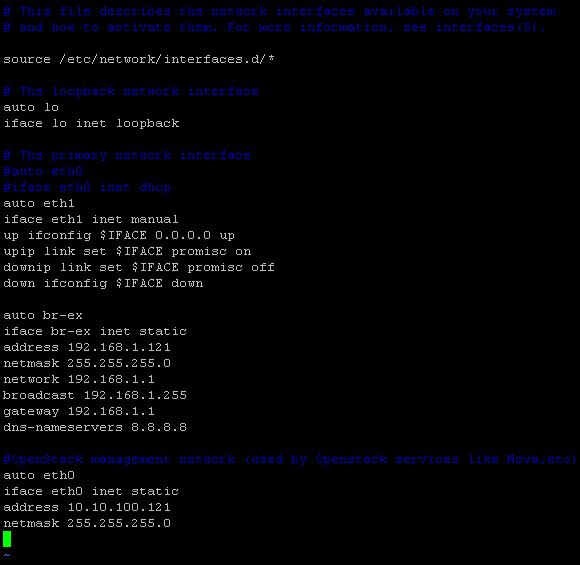 # This file describes the network interfaces available on your system
# and how to activate them. For more information, see interfaces(5).
source /etc/network/interfaces.d/*
# The loopback network interface
auto lo
iface lo inet loopback
# The primary network interface
#auto eth0
#iface eth0 inet dhcp
auto eth1
iface eth1 inet manual
up ifconfig $IFACE 0.0.0.0 up
upip link set $IFACE promisc on
downip link set $IFACE promisc off
down ifconfig $IFACE down
auto br-ex
iface br-ex inet static
address 192.168.1.121
netmask 255.255.255.0
network 192.168.1.1
broadcast 192.168.1.255
gateway 192.168.1.1
dns-nameservers 8.8.8.8
#OpenStack management network (used by Openstack services like Nova,etc)
auto eth0
iface eth0 inet static
address 10.10.100.121
netmask 255.255.255.0
~